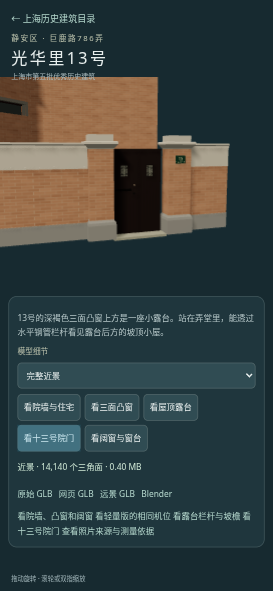 ← 上海历史建筑目录
静安区 · 巨鹿路786弄
光华里13号
上海市第五批优秀历史建筑
13号的深褐色三面凸窗上方是一座小露台。站在弄堂里，能透过
水平钢管栏杆看见露台后方的坡顶小屋。
模型细节
完整近景
看院墙与住宅 看三面凸窗 看屋顶露台
看十三号院门 看阔窗与窗台
近景 · 14,140 个三角面 · 0.40 MB
原始 GLB 网页 GLB 远景 GLB Blender
看院墙、凸窗和阔窗 看轻量版的相同机位 看露台栏杆与坡檐 看
十三号院门 查看照片来源与测量依据
拖动旋转 · 滚轮或双指缩放